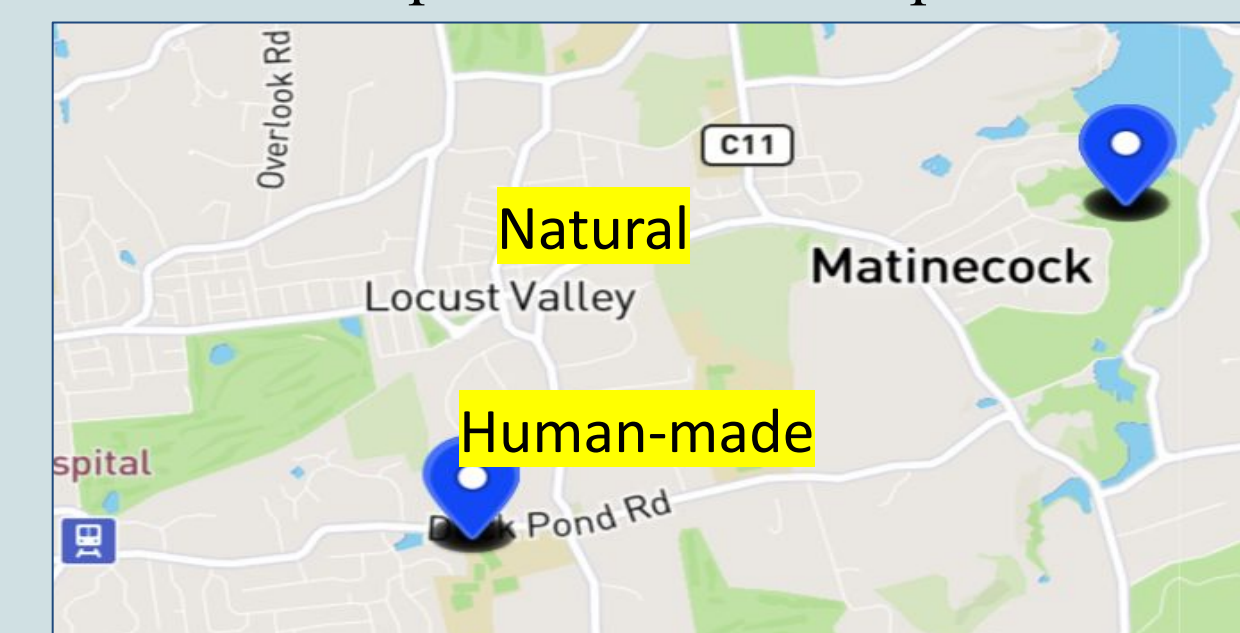 Overlook Rd
C11
Natural
Matinecock
Locust Valley
Human-made
spital
Pond Rd